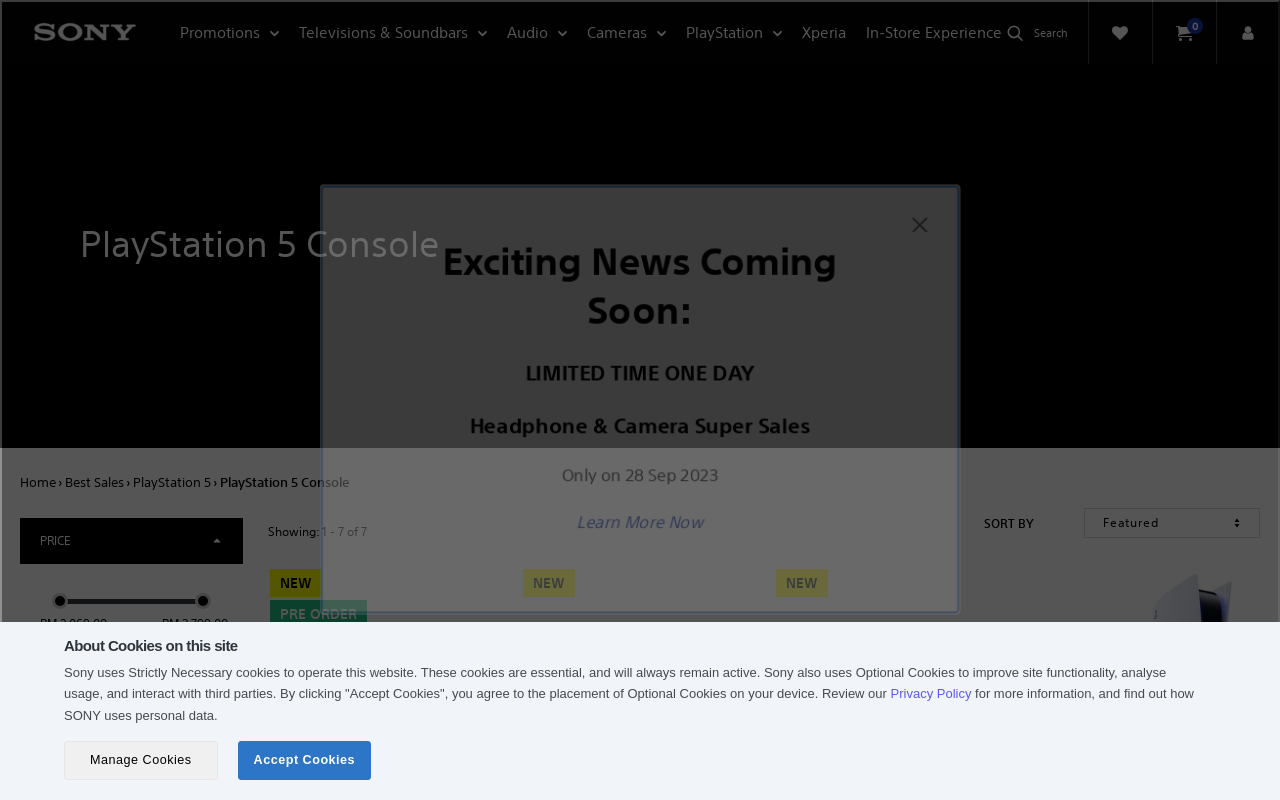 SONY
Promotions
Televisions & Soundbars
Audio
Cameras
PlayStation
Xperia
In-Store Experience
Search
0
PlayStation 5 Console
Exciting News Coming
Soon:
LIMITED TIME ONE DAY
Headphone & Camera Super Sales
Only on 28 Sep 2023
Learn More Now
Home › Best Sales › PlayStation 5 › PlayStation 5 Console
PRICE
Showing: 1 - 7 of 7
SORT BY
Featured
NEW
NEW
NEW
PRE ORDER
About Cookies on this site
Sony uses Strictly Necessary cookies to operate this website. These cookies are essential, and will always remain active. Sony also uses Optional Cookies to improve site functionality, analyse
usage, and interact with third parties. By clicking "Accept Cookies", you agree to the placement of Optional Cookies on your device. Review our Privacy Policy for more information, and find out how
SONY uses personal data.
Manage Cookies
Accept Cookies